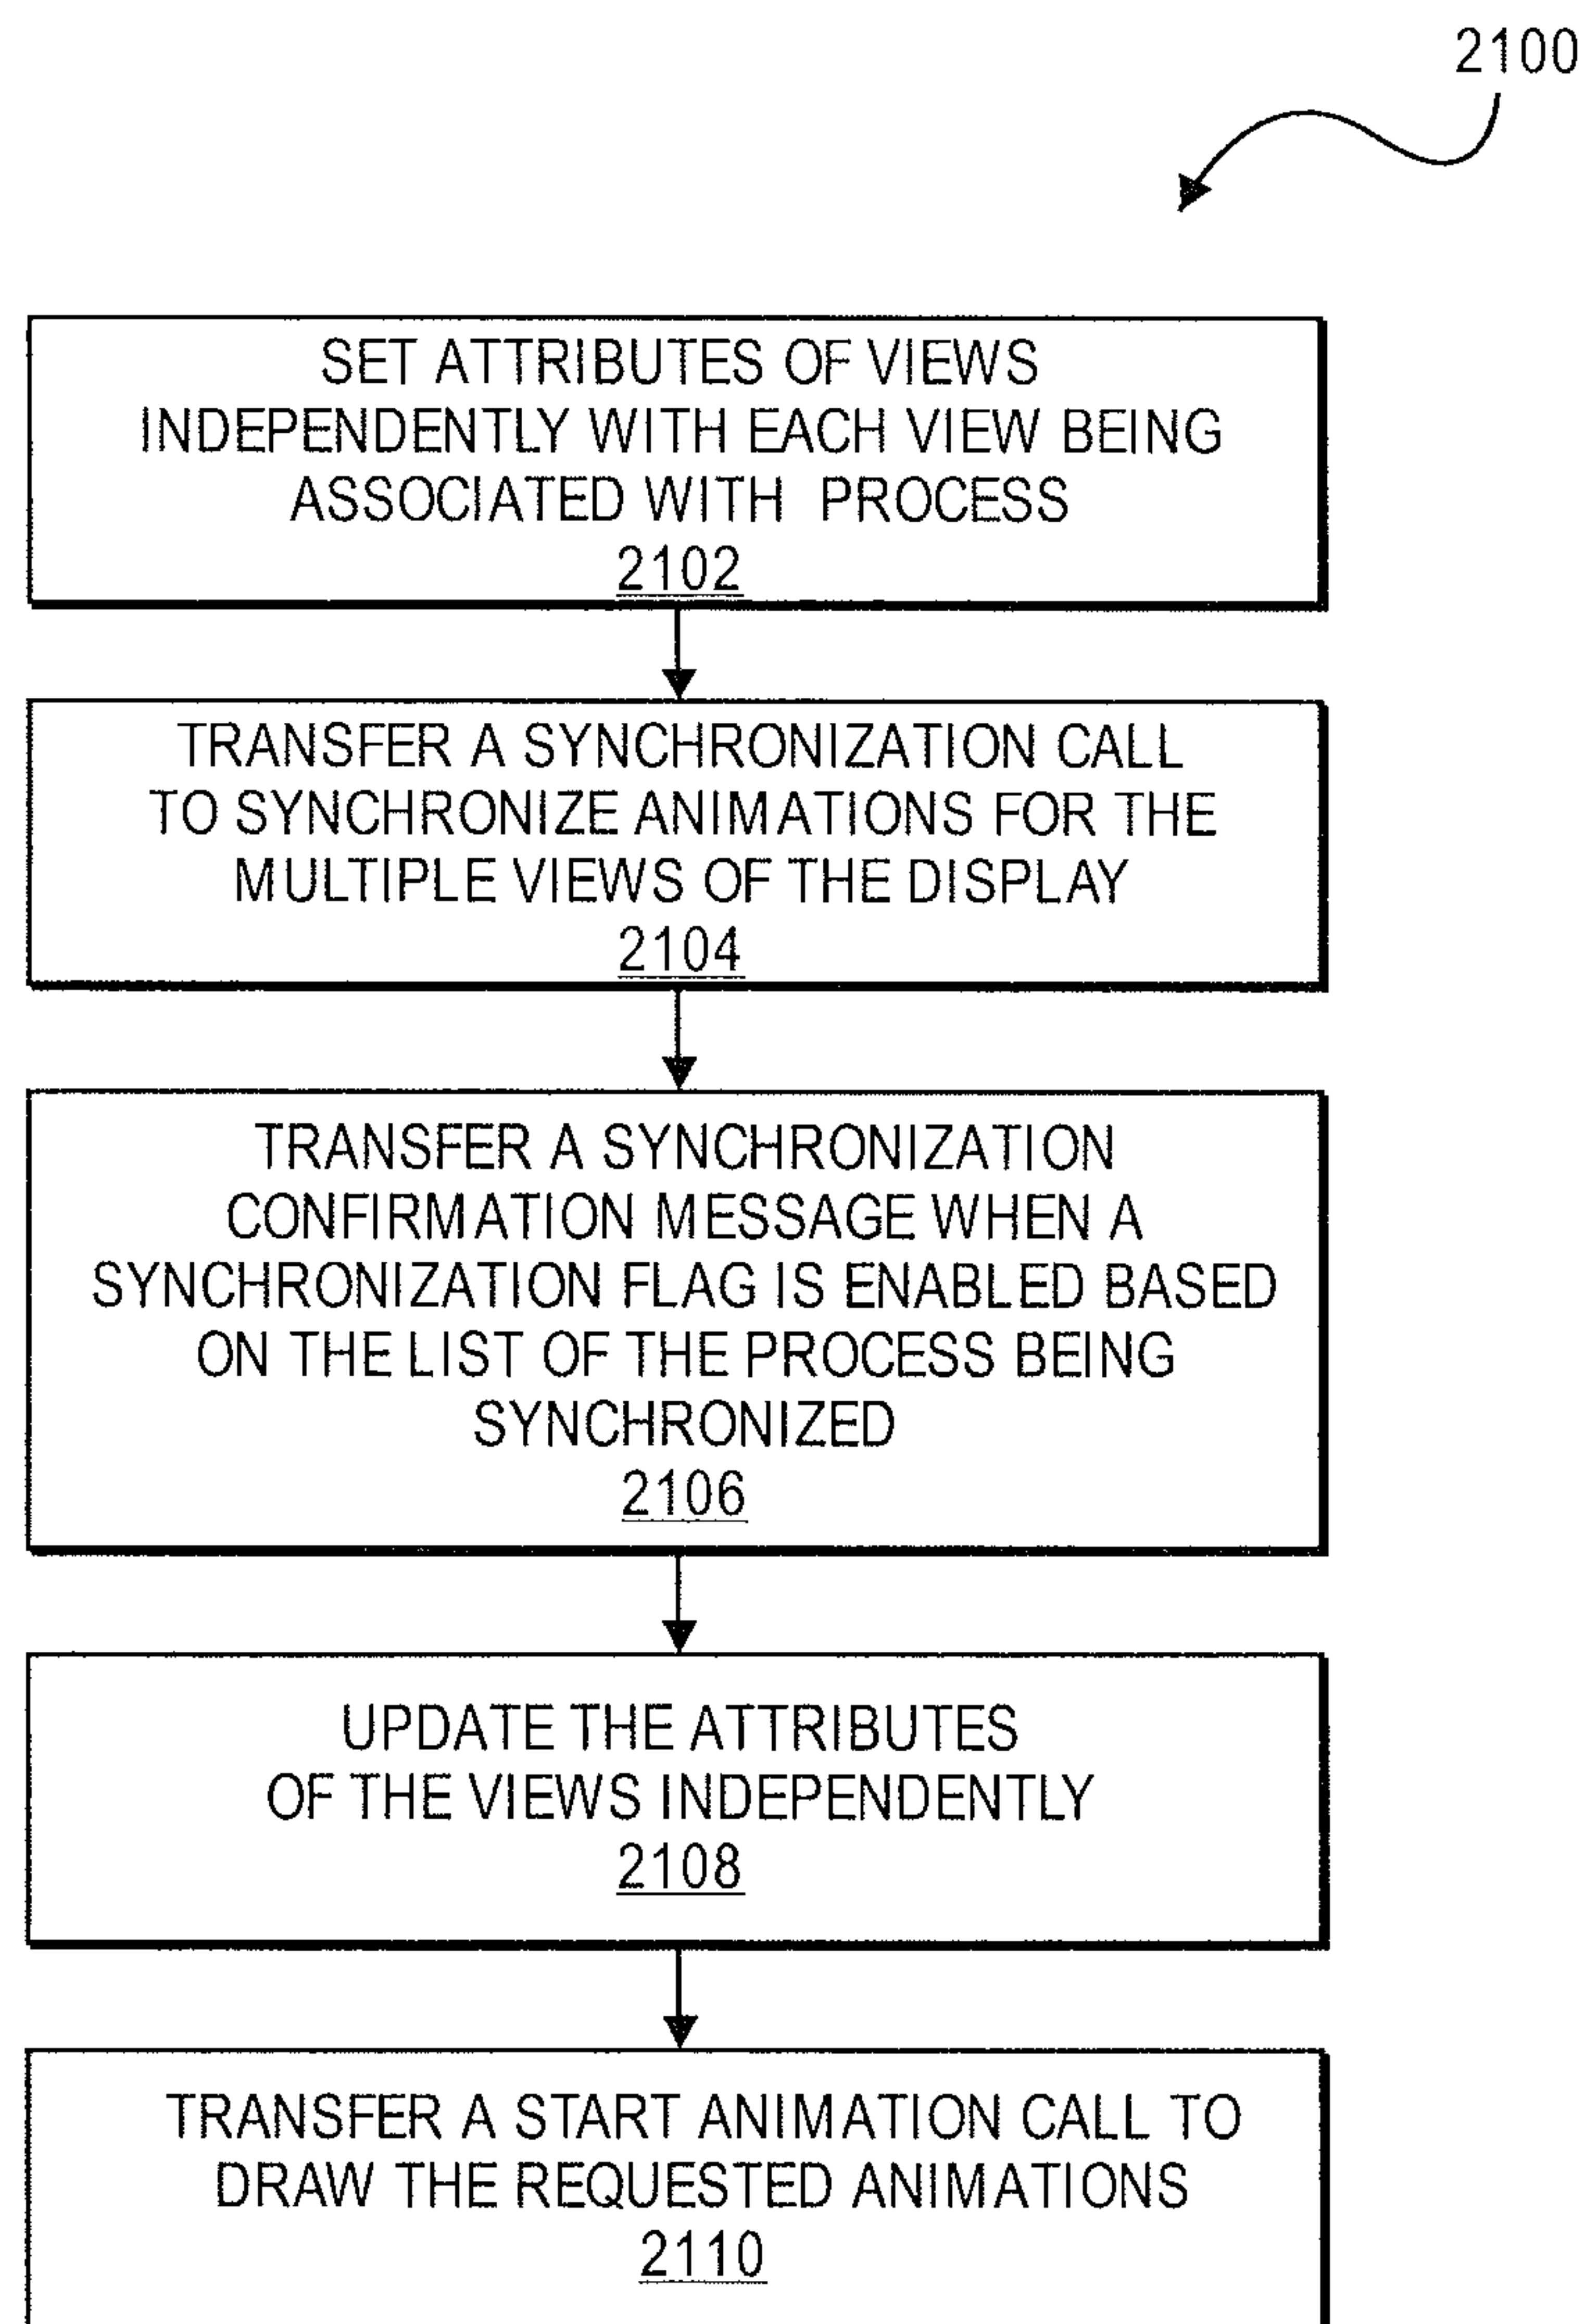 2100
SET ATTRIBUTES OF VIEWS
INDEPENDENTLY WITH EACH VIEW BEING
ASSOCIATED WITH PROCESS
2102
TRANSFER A SYNCHRONIZATION CALL
TO SYNCHRONIZE ANIMATIONS FOR THE
MULTIPLE VIEWS OF THE DISPLAY
2104
TRANSFER A SYNCHRONIZATION
CONFIRMATION MESSAGE WHEN A
SYNCHRONIZATION FLAG IS ENABLED BASED
ON THE LIST OF THE PROCESS BEING
SYNCHRONIZED
2106
UPDATE THE ATTRIBUTES
OF THE VIEWS INDEPENDENTLY
2108
TRANSFER A START ANIMATION CALL TO
DRAW THE REQUESTED ANIMATIONS
2110